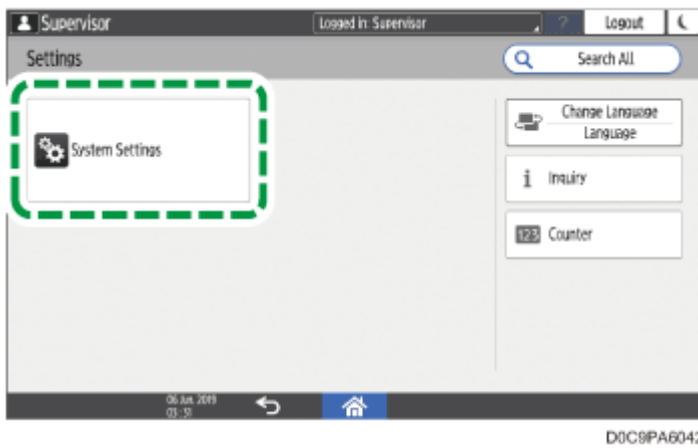 Supervisor
Logged in: Supervisor
?
Logout
Settings
Search All
System Settings
Change Language
Language
i Inquiry
123 Counter
06 Jun. 2019
03:51
D0C9PA6042